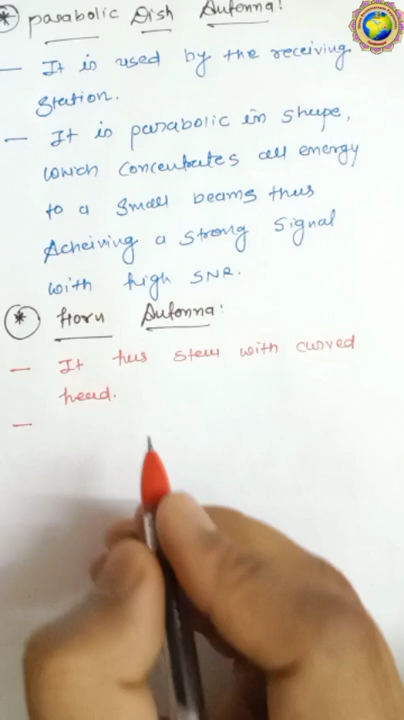 * parabolic Dish Antenna:
— It is used by the receiving
station.
— It is parabolic in shape,
which concentrates all energy
to a small beams thus
Acheiving a strong signal
with high SNR.
* Horn Antenna:
— It has stem with curved
head.
—